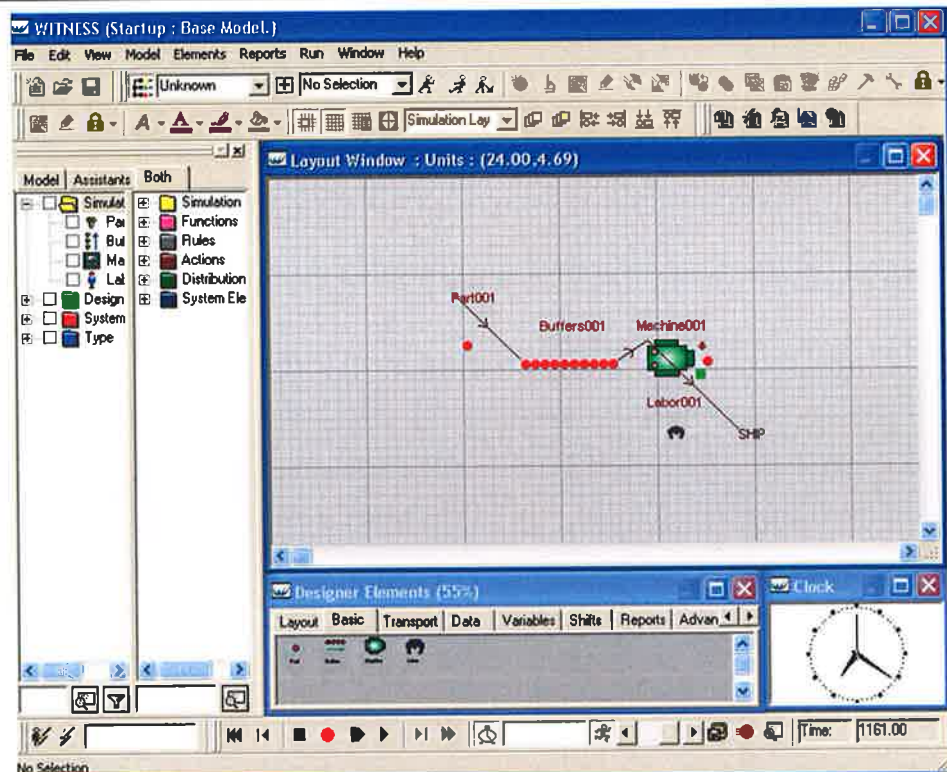 WITNESS (Startup : Base Model.)
File Edit View Model Elements Reports Run Window Help
Unknown No Selection
A A Simulation Lay
Layout Window : Units : (24.00,4.69)
Model Assistants Both
Simulat Simulation
Par Functions
Bul Rules
Ma Actions
Lal Distribution
Design System Ele
System
Type
Part001
Buffers001 Machine001
Labor001
SHIP
Designer Elements (55%) Clock
Layout Basic Transport Data Variables Shifts Reports Advan
Time: 1161.00
No Selection